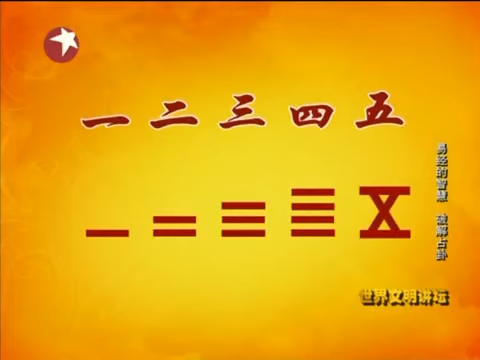 一 二 三 四 五
一 二 三 亖 五
易经的智慧 破解占卦
世界文明讲坛